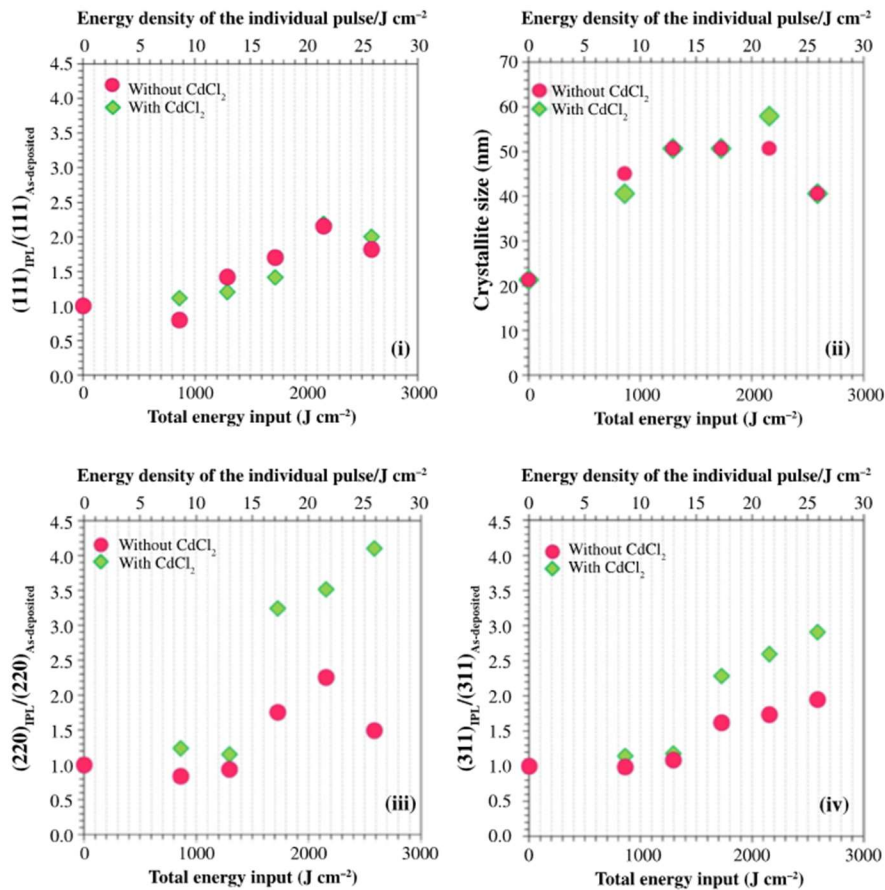 Energy density of the individual pulse/J cm⁻²
0 5 10 15 20 25 30
4.5
4.0
3.5
3.0
2.5
2.0
1.5
1.0
0.5
0.0
(111)IPL/(111)As-deposited
Without CdCl₂
With CdCl₂
(i)
0 1000 2000 3000
Total energy input (J cm⁻²)
Energy density of the individual pulse/J cm⁻²
0 5 10 15 20 25 30
70
60
50
40
30
20
10
0
Crystallite size (nm)
Without CdCl₂
With CdCl₂
(ii)
0 1000 2000 3000
Total energy input (J cm⁻²)
Energy density of the individual pulse/J cm⁻²
0 5 10 15 20 25 30
4.5
4.0
3.5
3.0
2.5
2.0
1.5
1.0
0.5
0.0
(220)IPL/(220)As-deposited
Without CdCl₂
With CdCl₂
(iii)
0 1000 2000 3000
Total energy input (J cm⁻²)
Energy density of the individual pulse/J cm⁻²
0 5 10 15 20 25 30
4.5
4.0
3.5
3.0
2.5
2.0
1.5
1.0
0.5
0.0
(311)IPL/(311)As-deposited
Without CdCl₂
With CdCl₂
(iv)
0 1000 2000 3000
Total energy input (J cm⁻²)